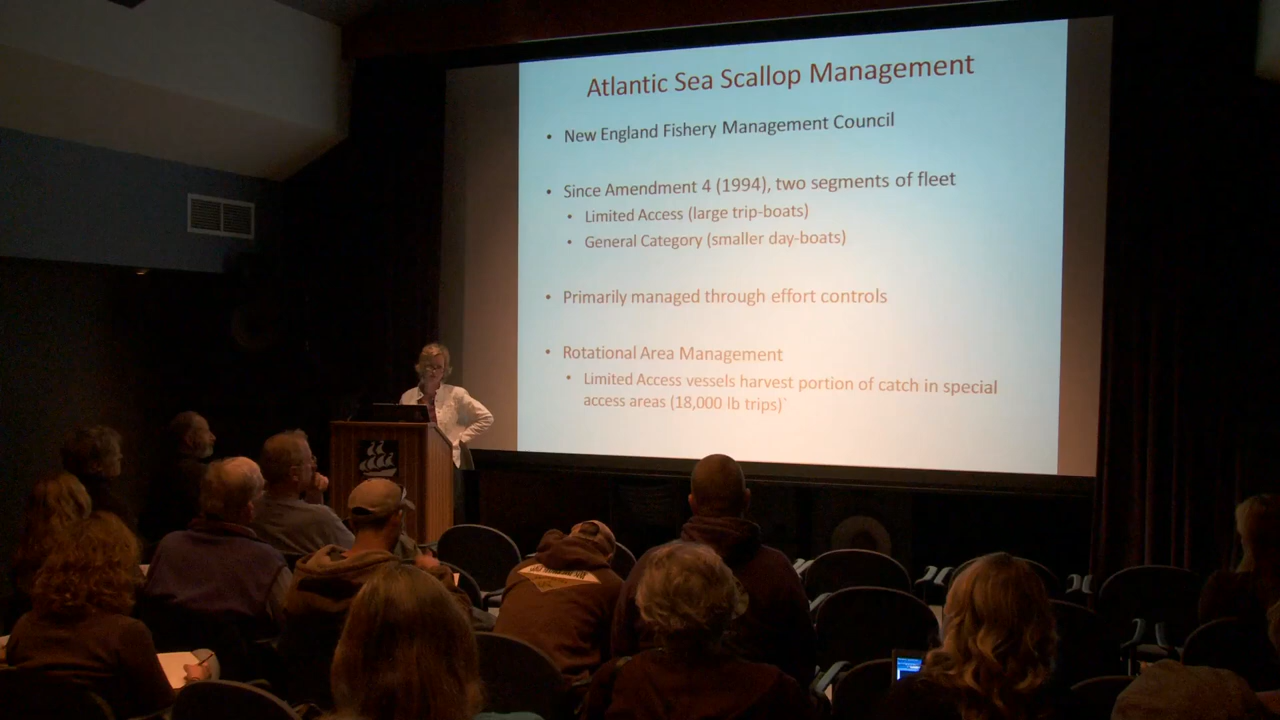 Atlantic Sea Scallop Management
• New England Fishery Management Council
• Since Amendment 4 (1994), two segments of fleet
• Limited Access (large trip-boats)
• General Category (smaller day-boats)
• Primarily managed through effort controls
• Rotational Area Management
• Limited Access vessels harvest portion of catch in special
access areas (18,000 lb trips)